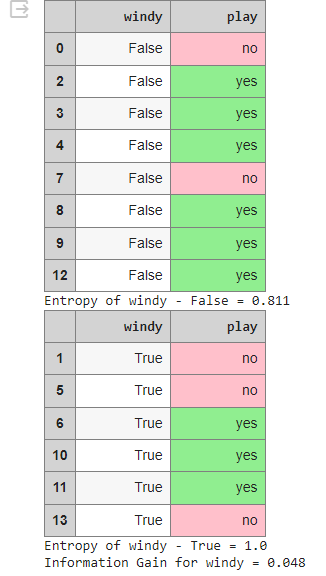 windy play
0 False no
2 False yes
3 False yes
4 False yes
7 False no
8 False yes
9 False yes
12 False yes
Entropy of windy - False = 0.811
windy play
1 True no
5 True no
6 True yes
10 True yes
11 True yes
13 True no
Entropy of windy - True = 1.0
Information Gain for windy = 0.048